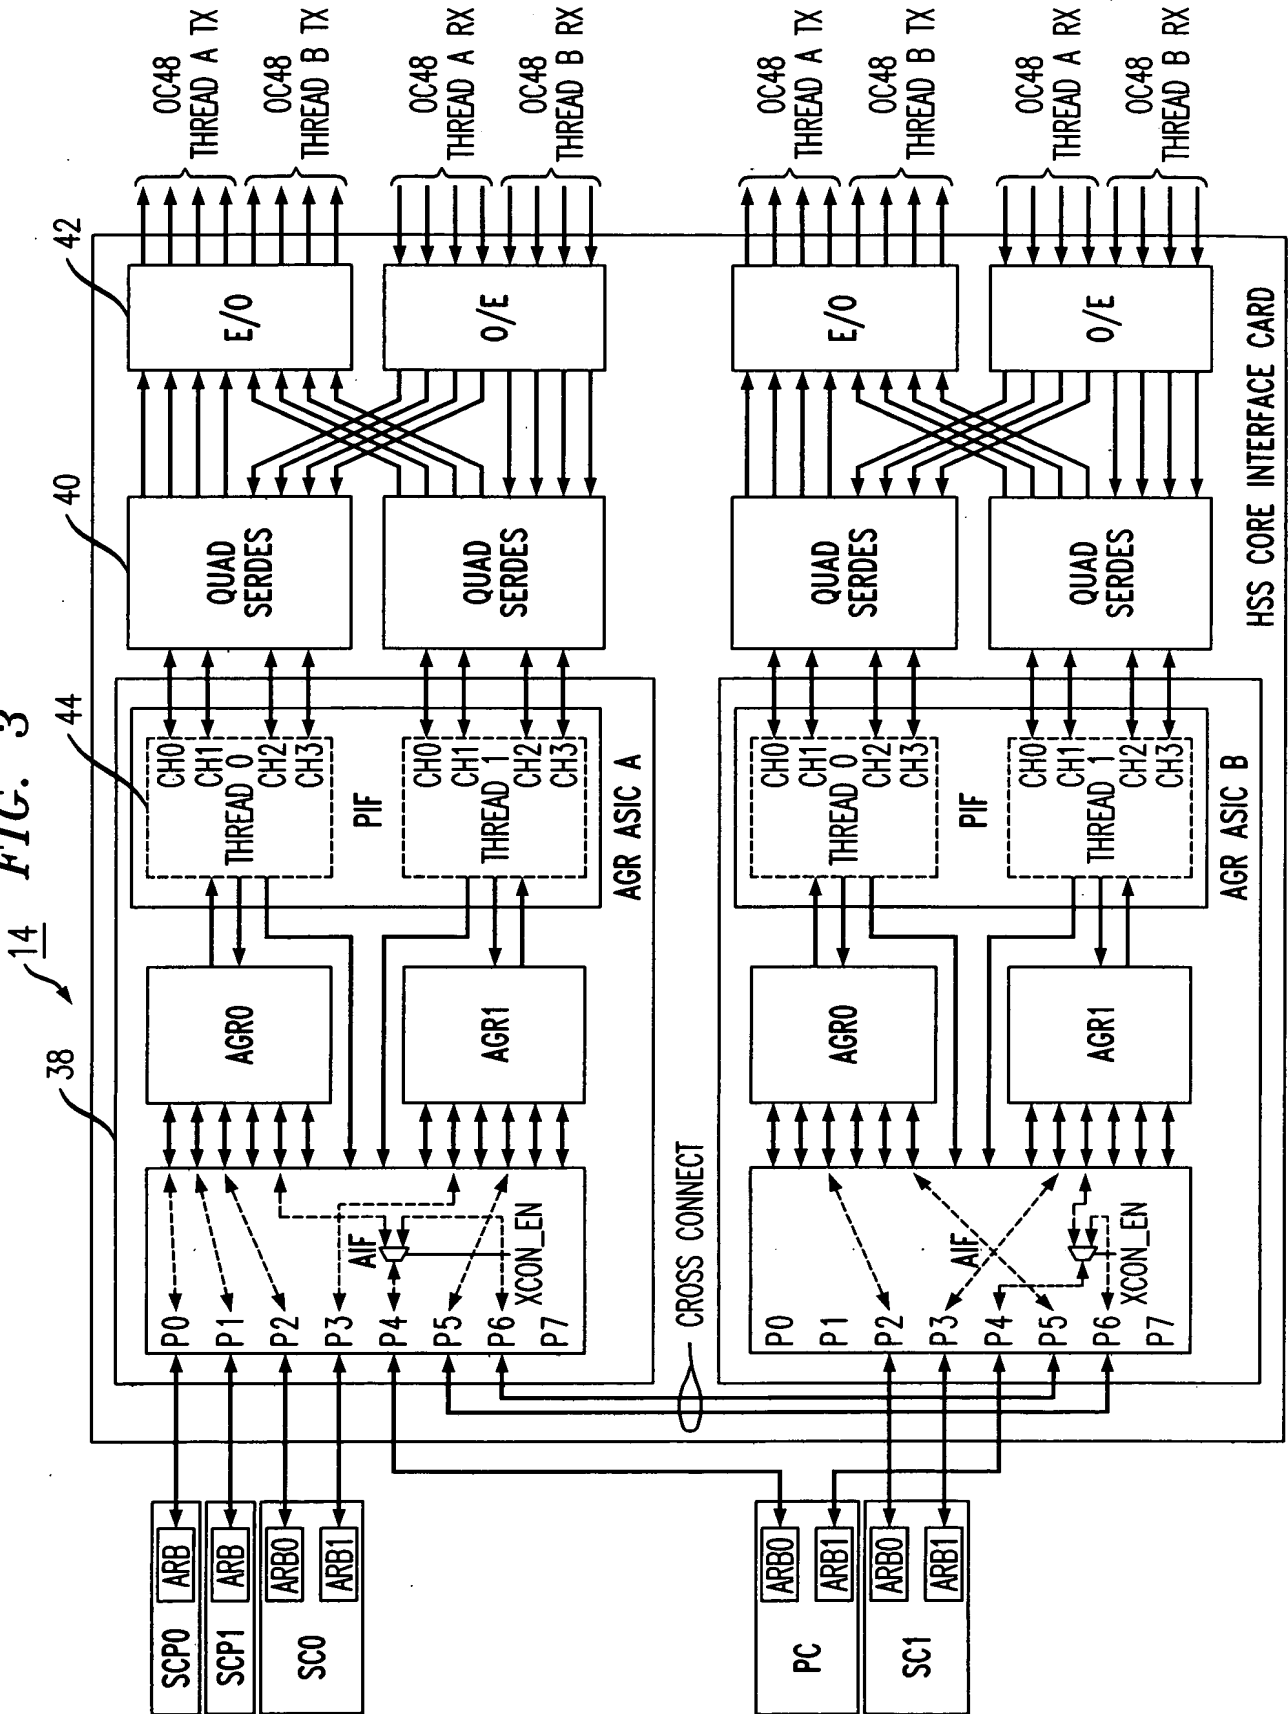 FIG. 3
14
38
44
40
42
SCP0
ARB
SCP1
ARB
SC0
ARB0
ARB1
PC
ARB0
ARB1
SC1
ARB0
ARB1
P0
P1
P2
P3
P4
P5
P6
P7
AIF
XCON_EN
AGR0
AGR1
CH0
CH1
THREAD 0
CH2
CH3
PIF
CH0
CH1
THREAD 1
CH2
CH3
AGR ASIC A
QUAD
SERDES
QUAD
SERDES
E/O
O/E
OC48
THREAD A TX
OC48
THREAD B TX
OC48
THREAD A RX
OC48
THREAD B RX
CROSS CONNECT
P0
P1
P2
P3
P4
P5
P6
P7
AIF
XCON_EN
AGR0
AGR1
CH0
CH1
THREAD 0
CH2
CH3
PIF
CH0
CH1
THREAD 1
CH2
CH3
AGR ASIC B
QUAD
SERDES
QUAD
SERDES
E/O
O/E
OC48
THREAD A TX
OC48
THREAD B TX
OC48
THREAD A RX
OC48
THREAD B RX
HSS CORE INTERFACE CARD